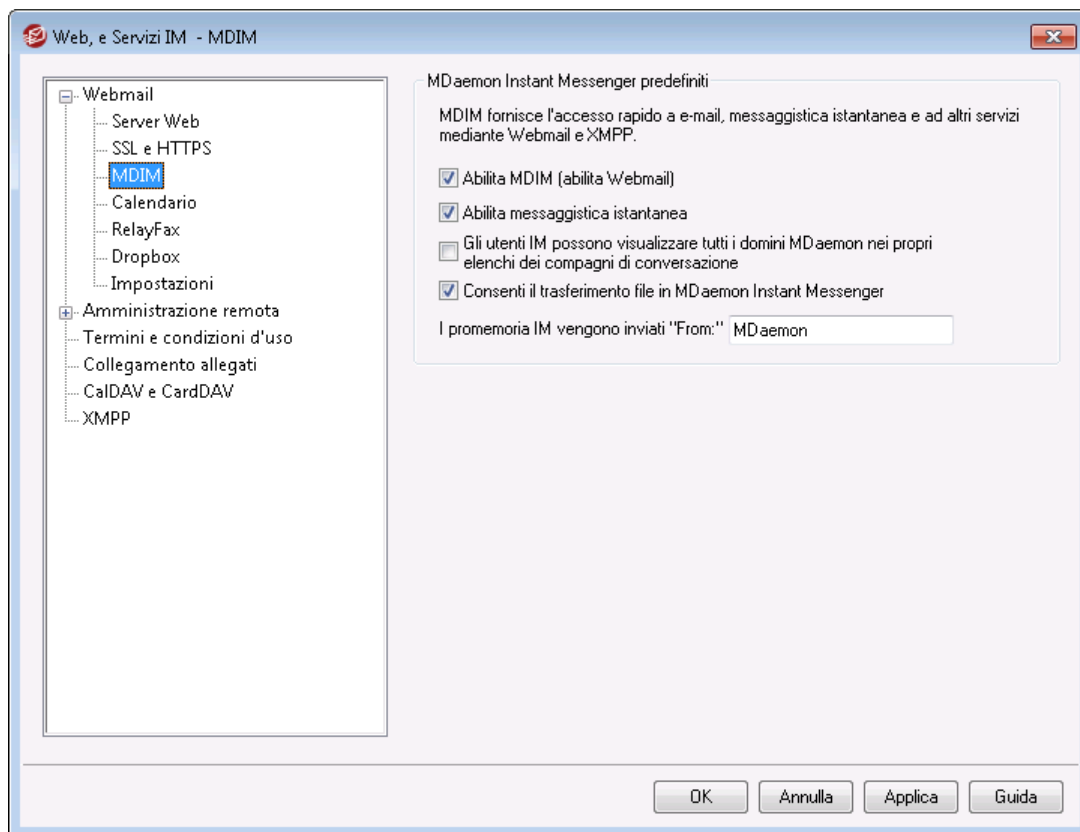 Web, e Servizi IM - MDIM
Webmail
Server Web
SSL e HTTPS
MDIM
Calendario
RelayFax
Dropbox
Impostazioni
Amministrazione remota
Termini e condizioni d'uso
Collegamento allegati
CalDAV e CardDAV
XMPP
MDaemon Instant Messenger predefiniti
MDIM fornisce l'accesso rapido a e-mail, messaggistica istantanea e ad altri servizi
mediante Webmail e XMPP.
Abilita MDIM (abilita Webmail)
Abilita messaggistica istantanea
Gli utenti IM possono visualizzare tutti i domini MDaemon nei propri
elenchi dei compagni di conversazione
Consenti il trasferimento file in MDaemon Instant Messenger
I promemoria IM vengono inviati "From:" MDaemon
OK Annulla Applica Guida